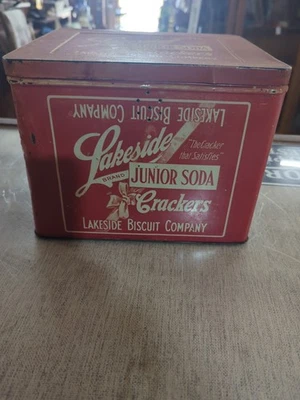 LAKESIDE BISCUIT COMPANY
Lakeside
"The Cracker
that Satisfies"
BRAND
JUNIOR SODA
Crackers
LAKESIDE BISCUIT COMPANY